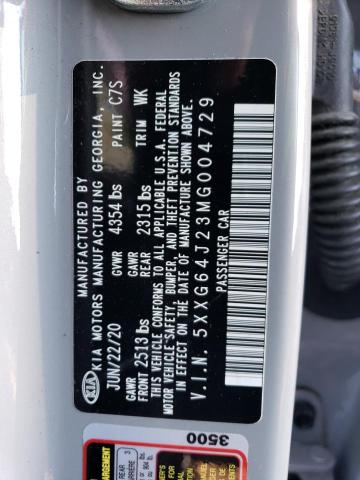 MANUFACTURED BY
KIA KIA MOTORS MANUFACTURING GEORGIA, INC.
JUN/22/20 GVWR 4354 lbs PAINT C7S
GAWR FRONT 2513 lbs GAWR REAR 2315 lbs TRIM WK
THIS VEHICLE CONFORMS TO ALL APPLICABLE U.S.A. FEDERAL
MOTOR VEHICLE SAFETY, BUMPER, AND THEFT PREVENTION STANDARDS
IN EFFECT ON THE DATE OF MANUFACTURE SHOWN ABOVE.
V.I.N. 5XXG64J23MG004729
PASSENGER CAR
3500